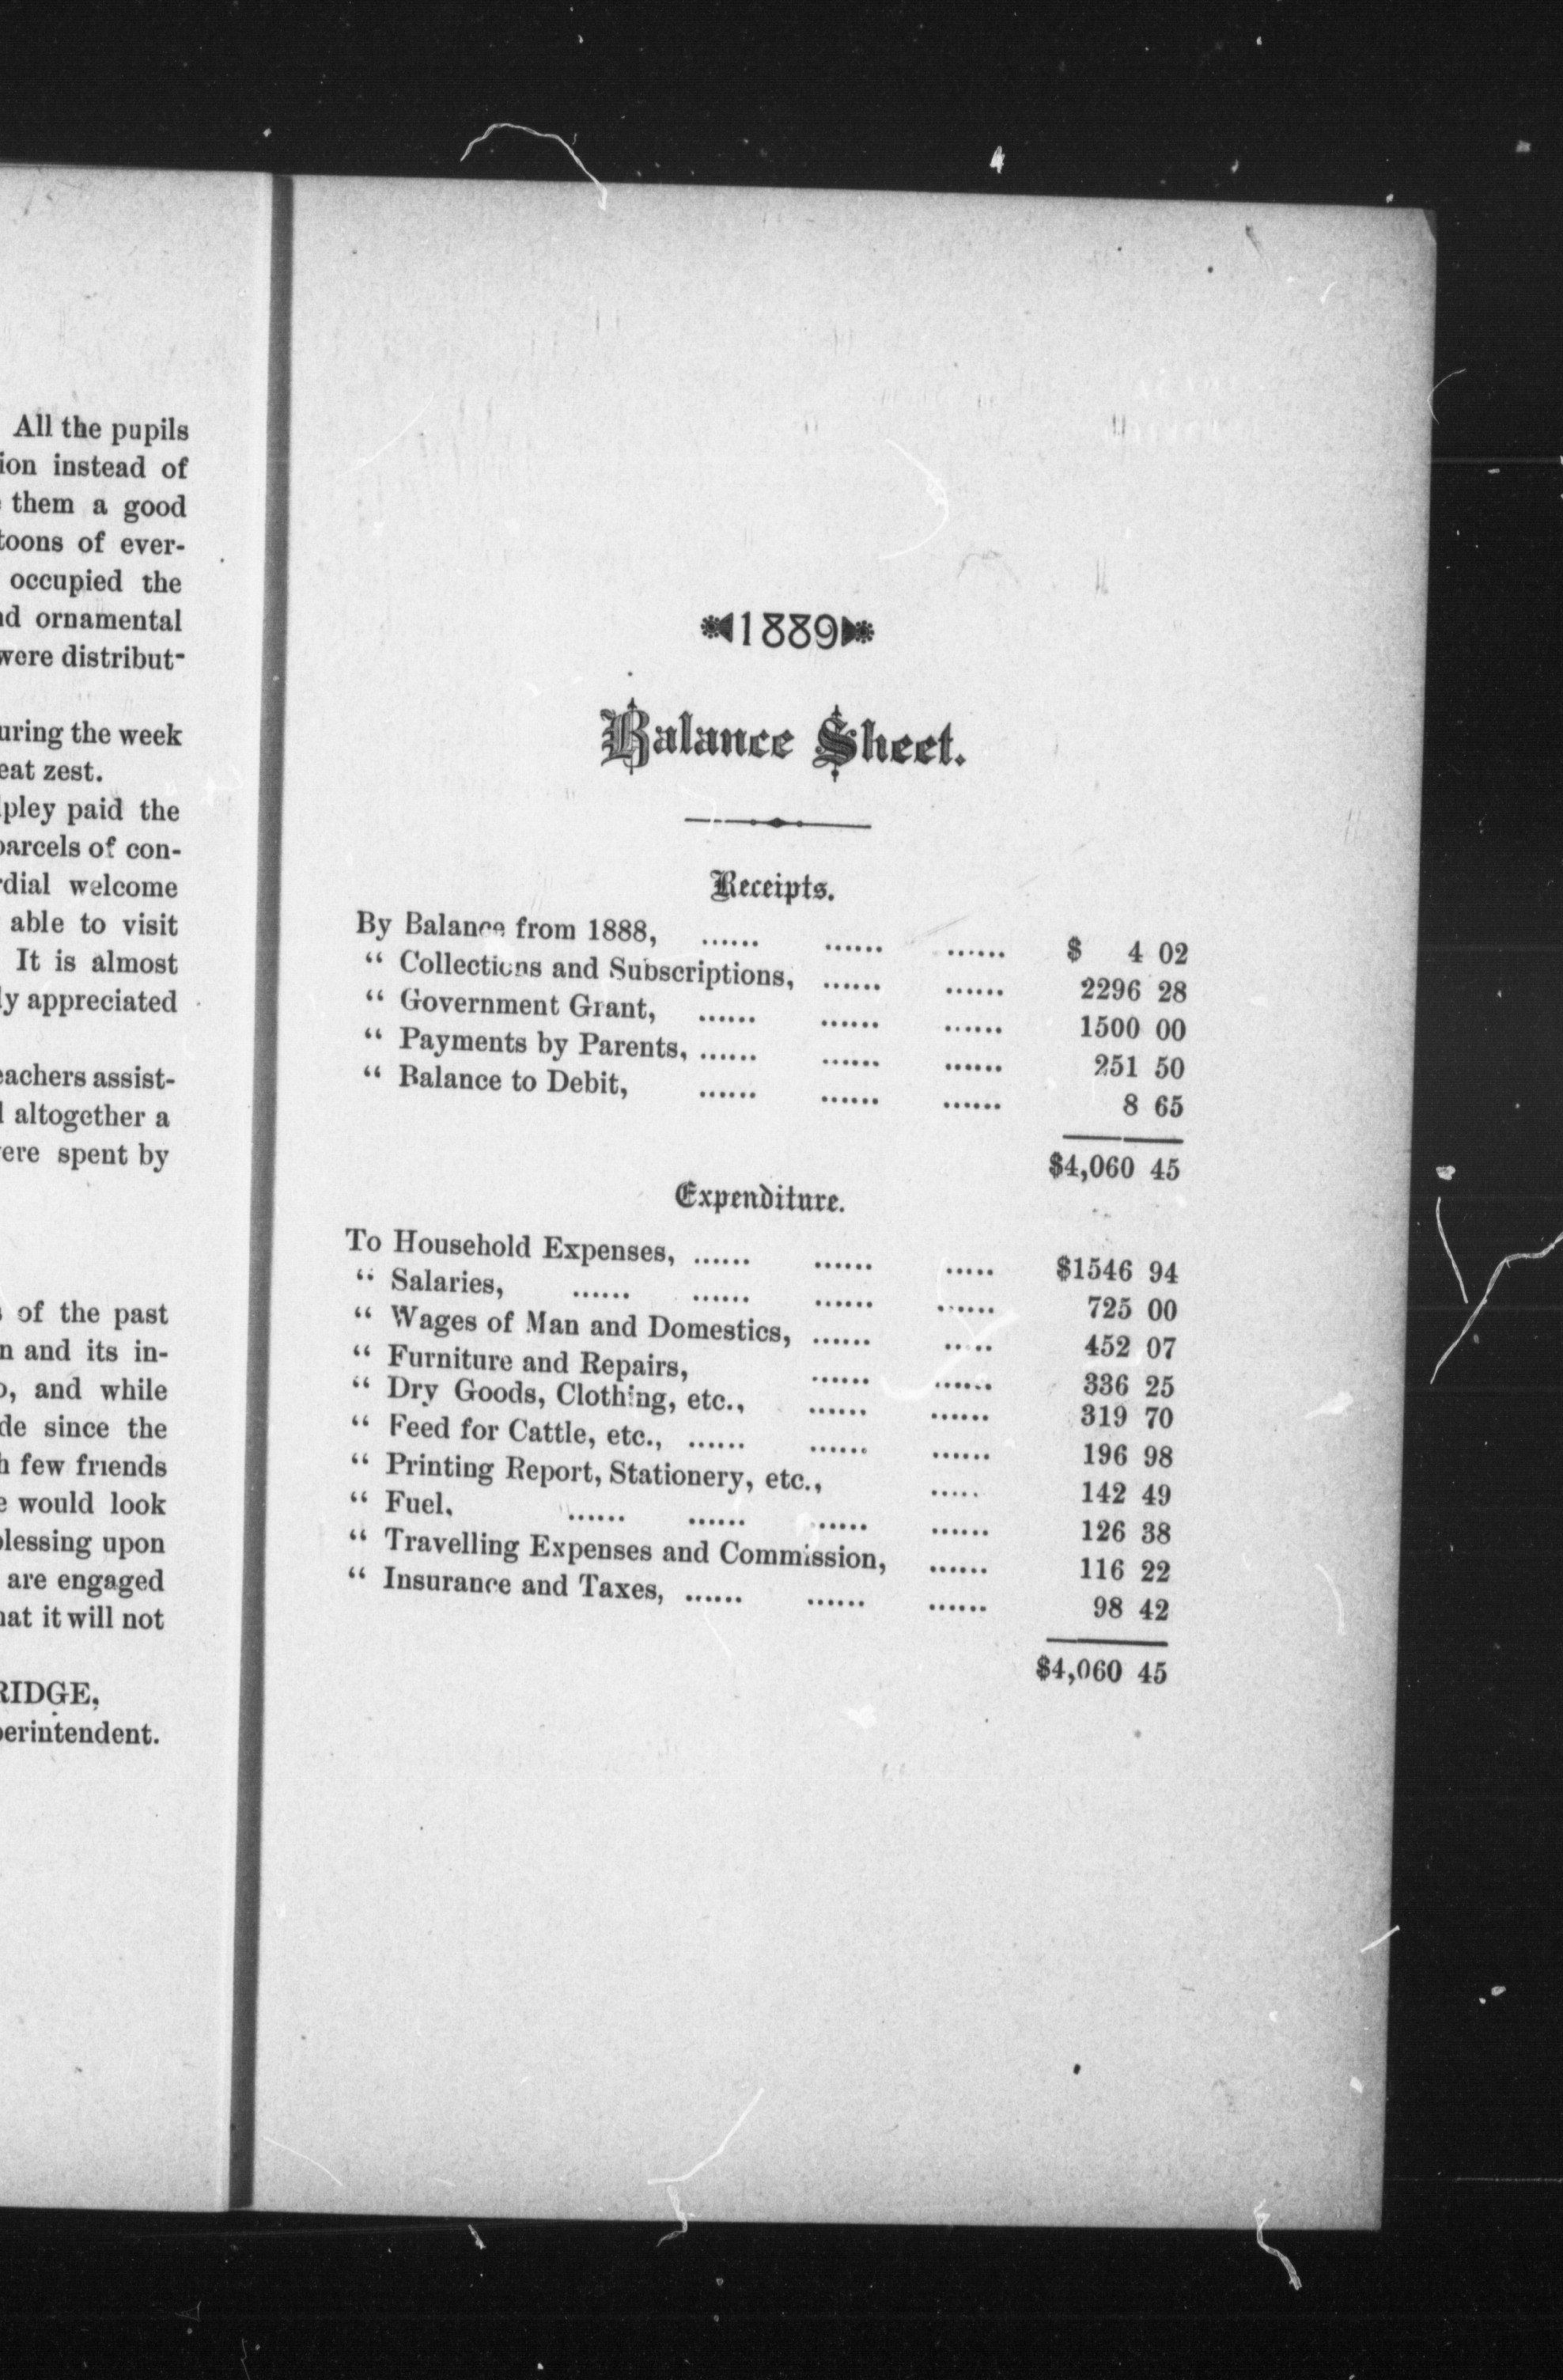 All the pupils
ion instead of
them a good
toons of ever-
occupied the
nd ornamental
were distribut-
uring the week
eat zest.
pley paid the
parcels of con-
rdial welcome
able to visit
It is almost
ly appreciated
eachers assist-
altogether a
ere spent by
of the past
n and its in-
o, and while
de since the
h few friends
e would look
blessing upon
are engaged
hat it will not
RIDGE,
perintendent.
1889
Balance Sheet.
Receipts.
By Balance from 1888, ...... ...... ...... $ 4 02
“ Collections and Subscriptions, ...... ...... 2296 28
“ Government Grant, ...... ...... ...... 1500 00
“ Payments by Parents, ...... ...... ...... 251 50
“ Balance to Debit, ...... ...... ...... 8 65
$4,060 45
Expenditure.
To Household Expenses, ...... ...... ..... $1546 94
“ Salaries, ...... ...... ...... ...... 725 00
“ Wages of Man and Domestics, ...... ..... 452 07
“ Furniture and Repairs, ...... ...... 336 25
“ Dry Goods, Clothing, etc., ...... ...... 319 70
“ Feed for Cattle, etc., ...... ...... ...... 196 98
“ Printing Report, Stationery, etc., ..... 142 49
“ Fuel, ...... ...... ...... ...... 126 38
“ Travelling Expenses and Commission, ...... 116 22
“ Insurance and Taxes, ...... ...... ...... 98 42
$4,060 45